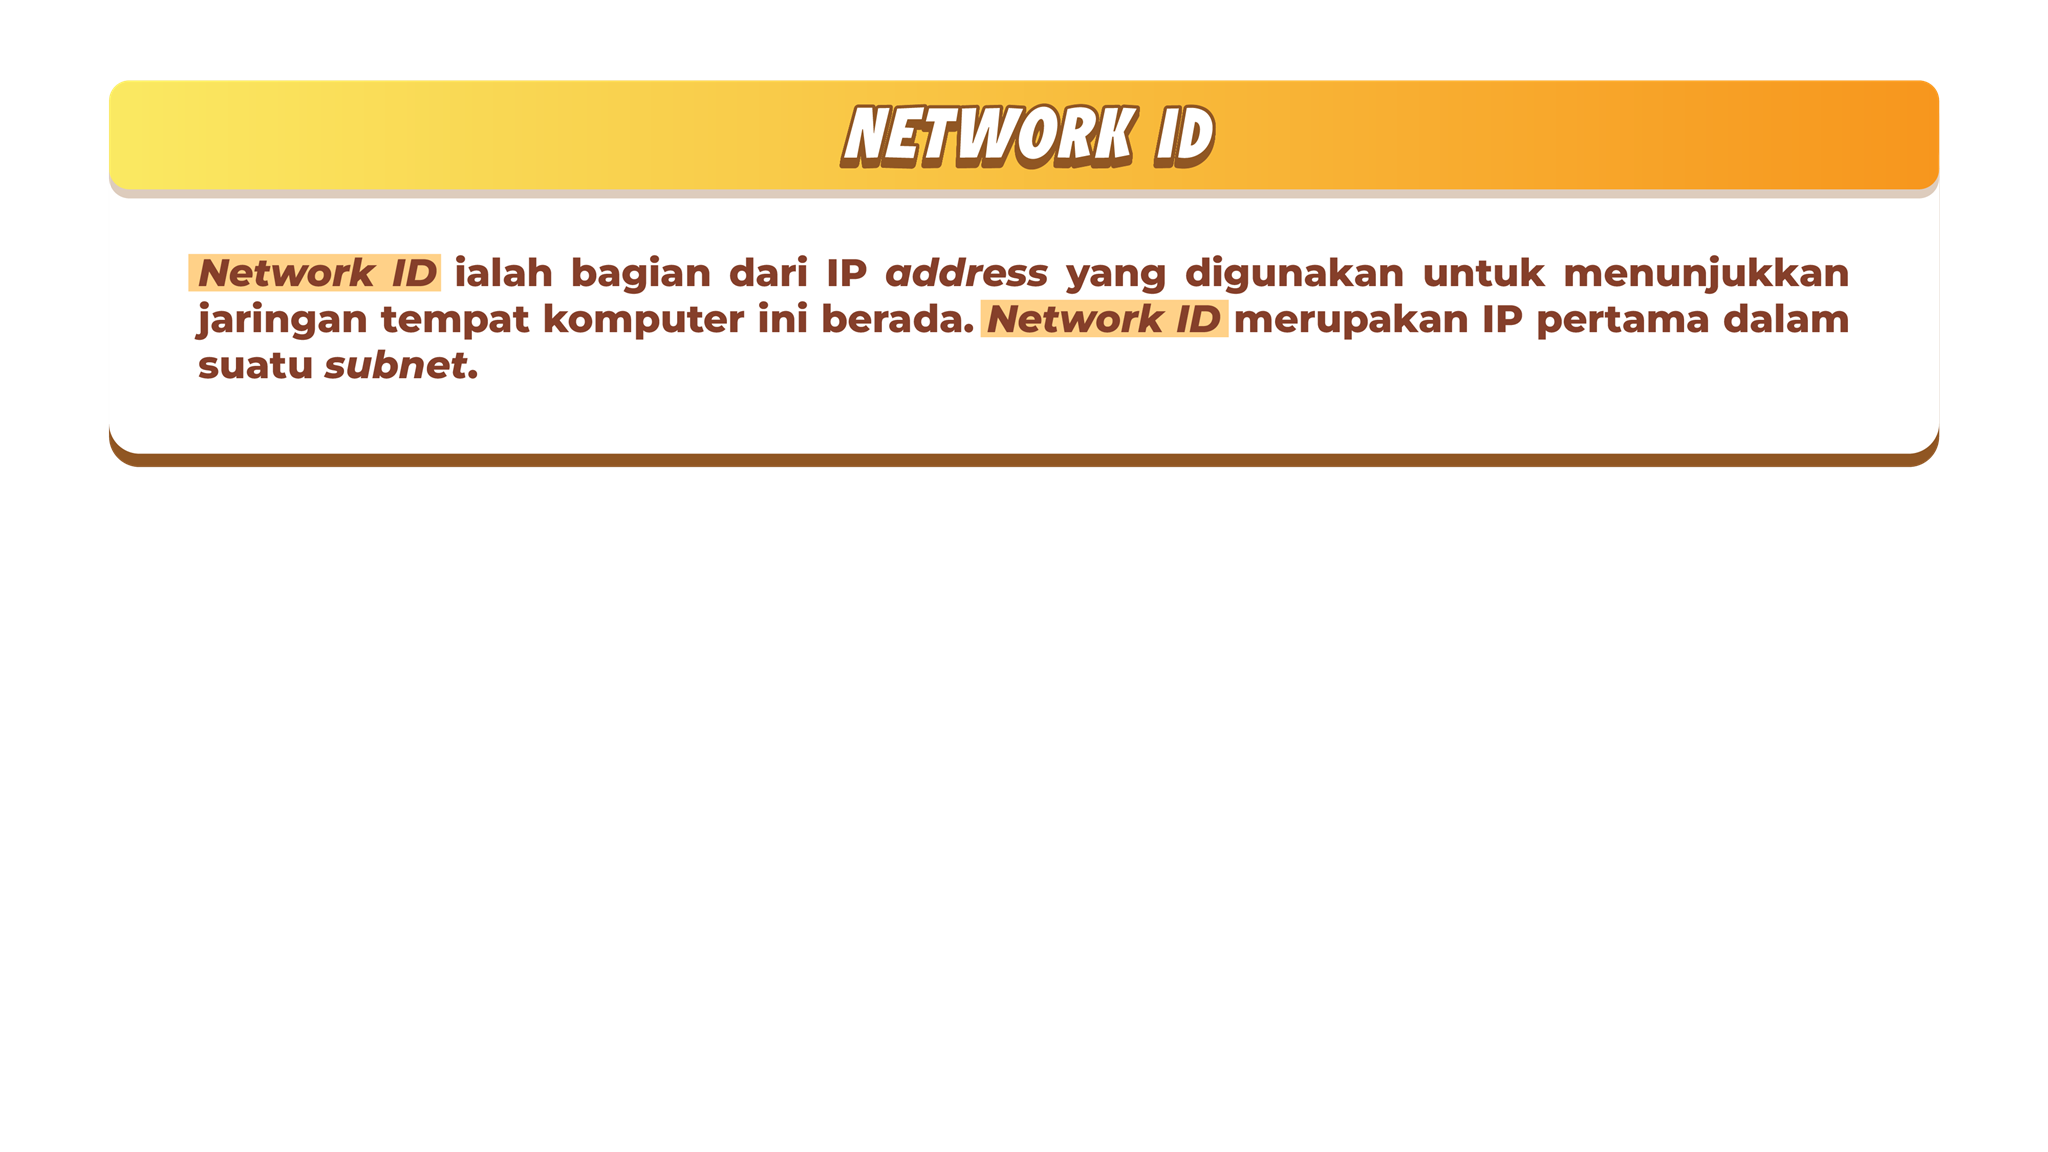 NETWORK ID
Network ID ialah bagian dari IP address yang digunakan untuk menunjukkan
jaringan tempat komputer ini berada. Network ID merupakan IP pertama dalam
suatu subnet.